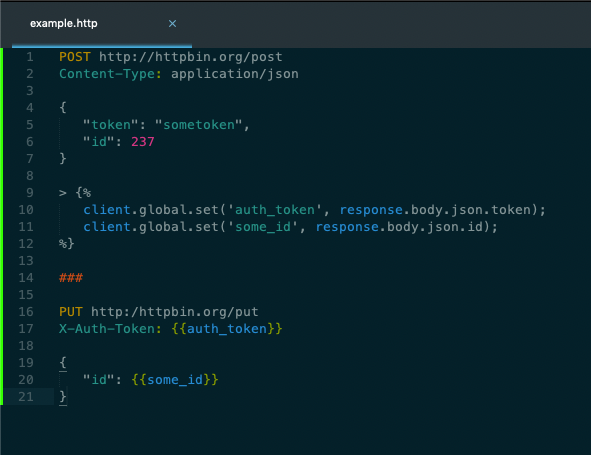 example.http ×
1 POST http://httpbin.org/post
2 Content-Type: application/json
3
4 {
5    "token": "sometoken",
6    "id": 237
7 }
8
9 > {%
10    client.global.set('auth_token', response.body.json.token);
11    client.global.set('some_id', response.body.json.id);
12 %}
13
14 ###
15
16 PUT http:/httpbin.org/put
17 X-Auth-Token: {{auth_token}}
18
19 {
20    "id": {{some_id}}
21 }